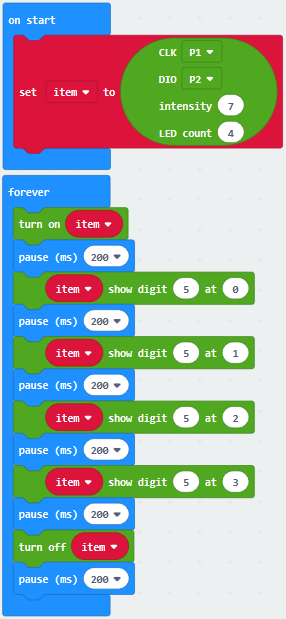 on start
CLK P1
DIO P2
set item to
intensity 7
LED count 4
forever
turn on item
pause (ms) 200
item show digit 5 at 0
pause (ms) 200
item show digit 5 at 1
pause (ms) 200
item show digit 5 at 2
pause (ms) 200
item show digit 5 at 3
pause (ms) 200
turn off item
pause (ms) 200